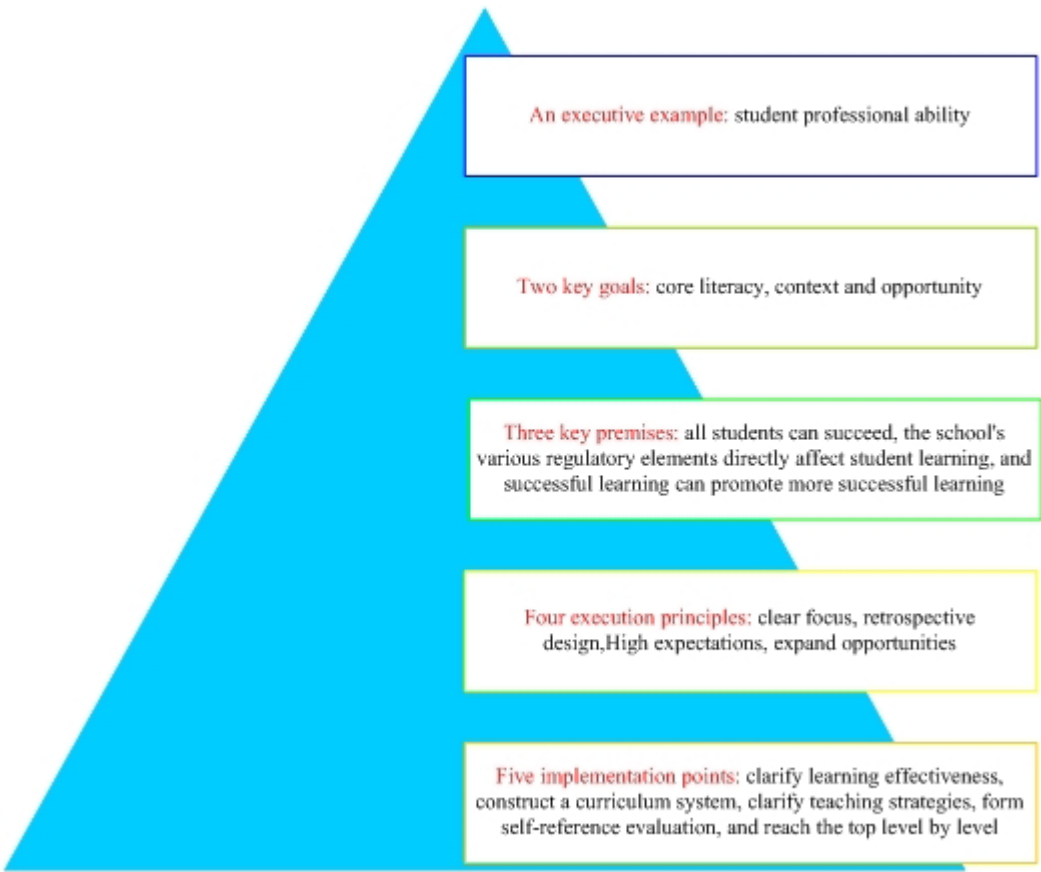 An executive example: student professional ability
Two key goals: core literacy, context and opportunity
Three key premises: all students can succeed, the school's
various regulatory elements directly affect student learning, and
successful learning can promote more successful learning
Four execution principles: clear focus, retrospective
design,High expectations, expand opportunities
Five implementation points: clarify learning effectiveness,
construct a curriculum system, clarify teaching strategies, form
self-reference evaluation, and reach the top level by level